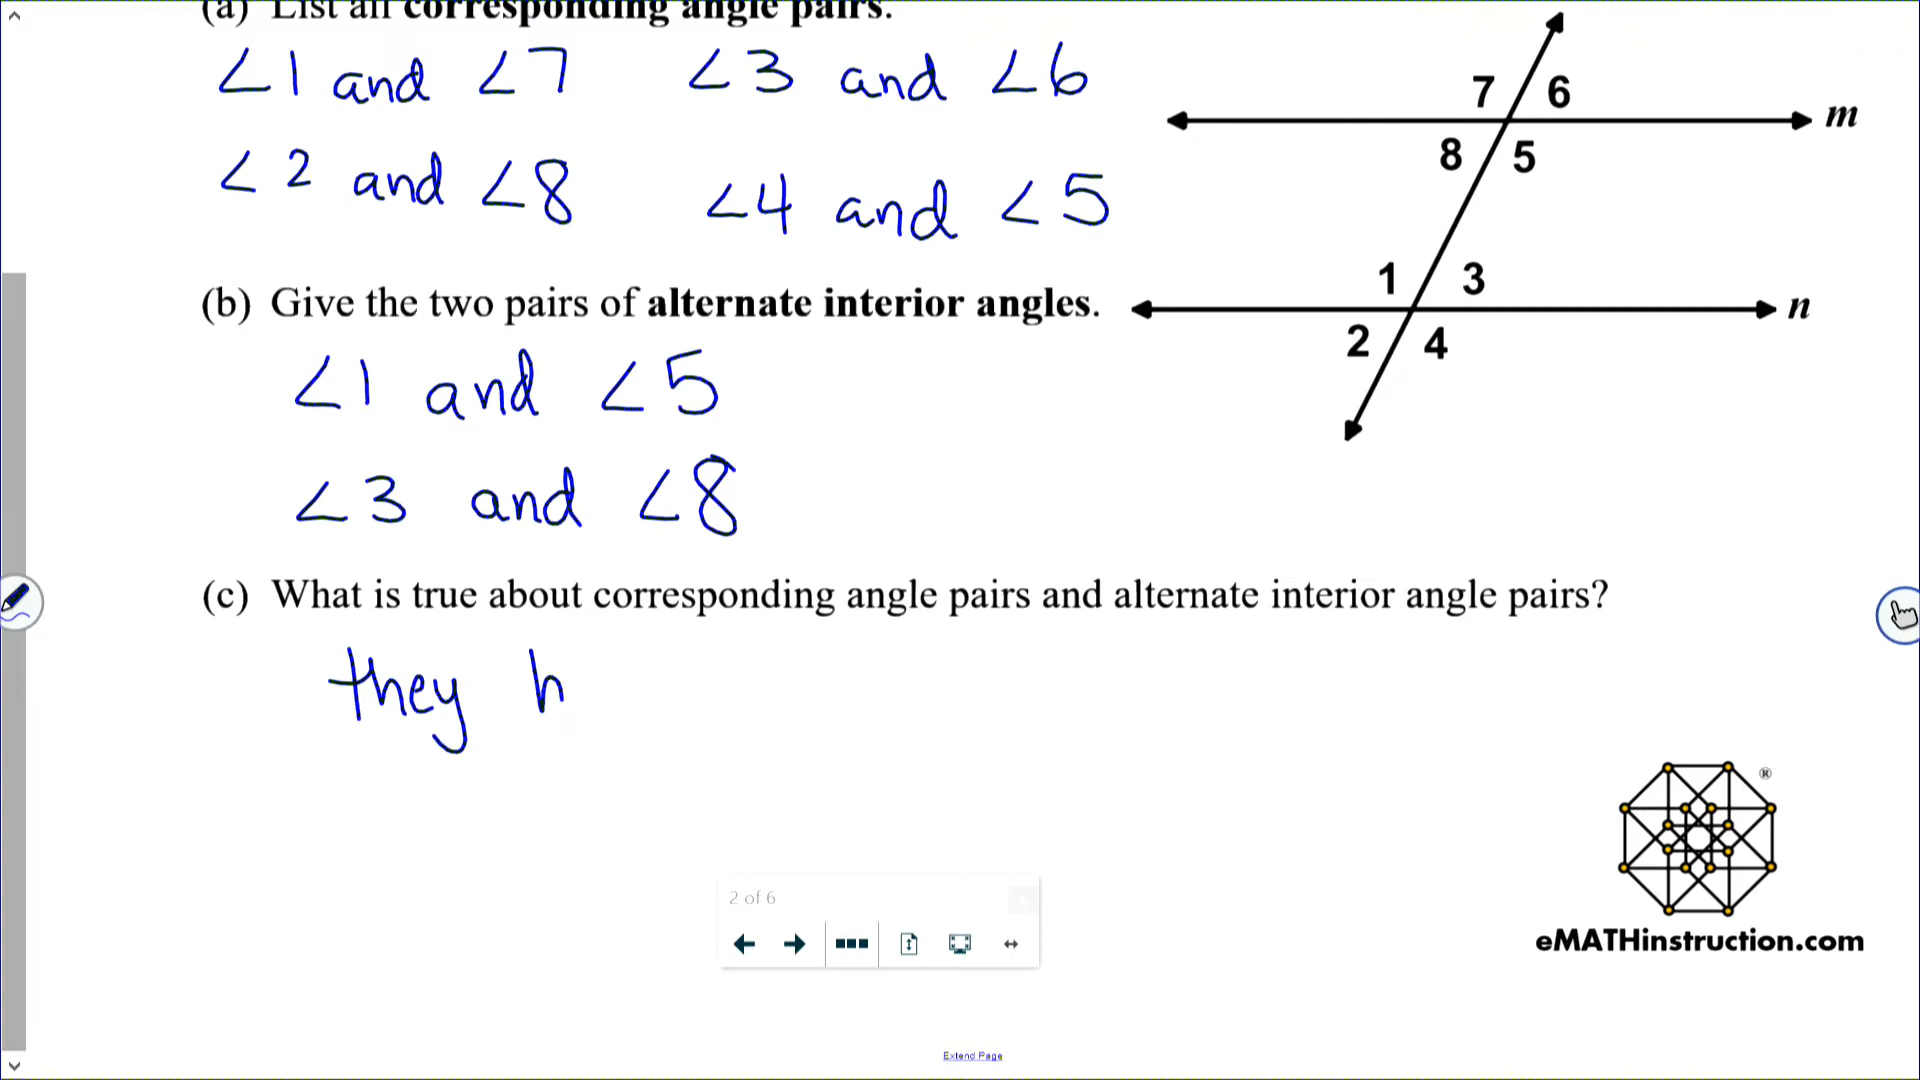 (a) List all corresponding angle pairs.
∠1 and ∠7 ∠3 and ∠6
∠2 and ∠8 ∠4 and ∠5
7 6
m
8 5
1 3
(b) Give the two pairs of alternate interior angles.
n
2 4
∠1 and ∠5
∠3 and ∠8
(c) What is true about corresponding angle pairs and alternate interior angle pairs?
they h
®
2 of 6
eMATHinstruction.com
Extend Page